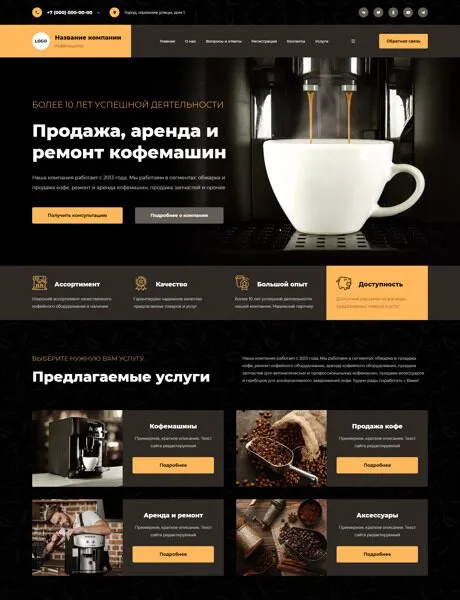 +7 (000) 000-00-00
Город, название улицы, дом 1
LOGO
Название компании
Кофемашины
Главная
О нас
Вопросы и ответы
Регистрация
Контакты
Услуги
Обратная связь
БОЛЕЕ 10 ЛЕТ УСПЕШНОЙ ДЕЯТЕЛЬНОСТИ
Продажа, аренда и
ремонт кофемашин
Наша компания работает с 2013 года. Мы работаем в сегментах: обжарка и
продажа кофе, ремонт и аренда кофемашин, продажа запчастей и прочее
Получить консультацию
Подробнее о компании
Ассортимент
Широкий ассортимент качественного
кофейного оборудования в наличии
Качество
Гарантируем надежное качество
предлагаемых товаров и услуг
Большой опыт
Более 10 лет успешной деятельности
нашей компании. Надежный партнер
Доступность
Доступные расценки на все виды
предлагаемых товаров и услуг
ВЫБЕРИТЕ НУЖНУЮ ВАМ УСЛУГУ
Предлагаемые услуги
Наша компания работает с 2013 года. Мы работаем в сегментах: обжарка и продажа
кофе, ремонт кофейного оборудования, аренда кофейного оборудования, продажа
запчастей для автоматических и профессиональных кофемашин, продажа аксессуаров
и приборов для альтернативного заваривания кофе. Будем рады поработать с Вами!
Кофемашины
Примерное, краткое описание. Текст
сайта редактируемый
Подробнее
Продажа кофе
Примерное, краткое описание. Текст
сайта редактируемый
Подробнее
Аренда и ремонт
Примерное, краткое описание. Текст
сайта редактируемый
Подробнее
Аксессуары
Примерное, краткое описание. Текст
сайта редактируемый
Подробнее